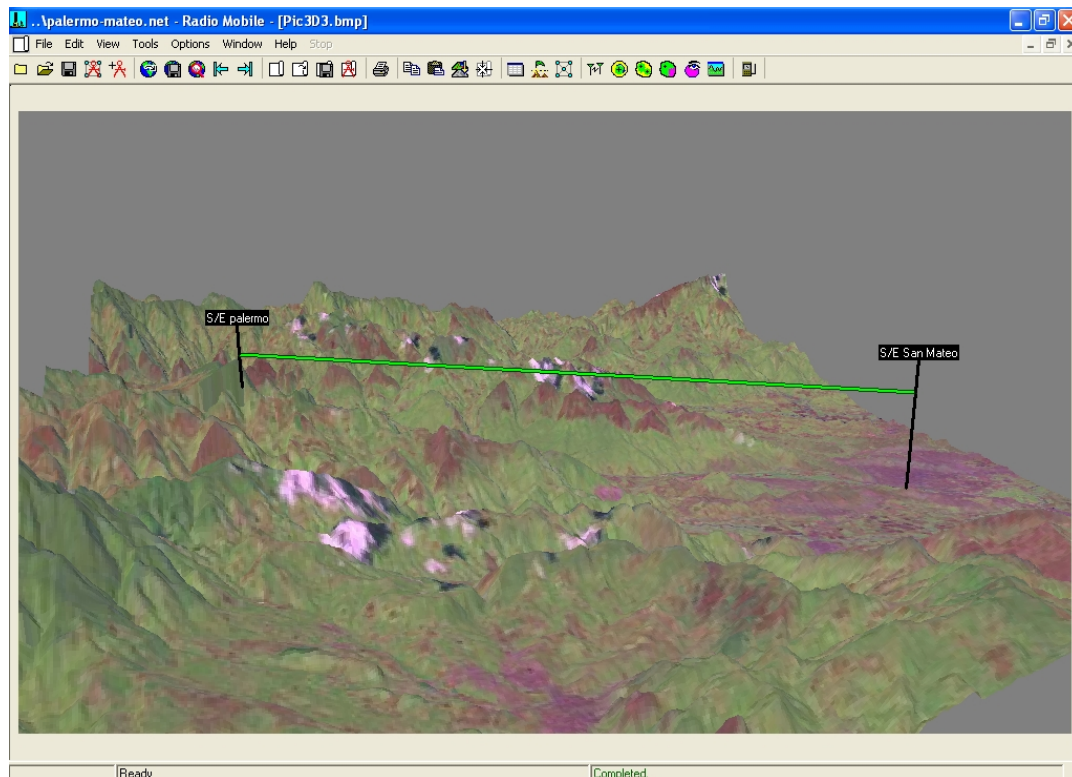 ..\palermo-mateo.net - Radio Mobile - [Pic3D3.bmp]
File Edit View Tools Options Window Help Stop
S/E palermo
S/E San Mateo
Ready
Completed.